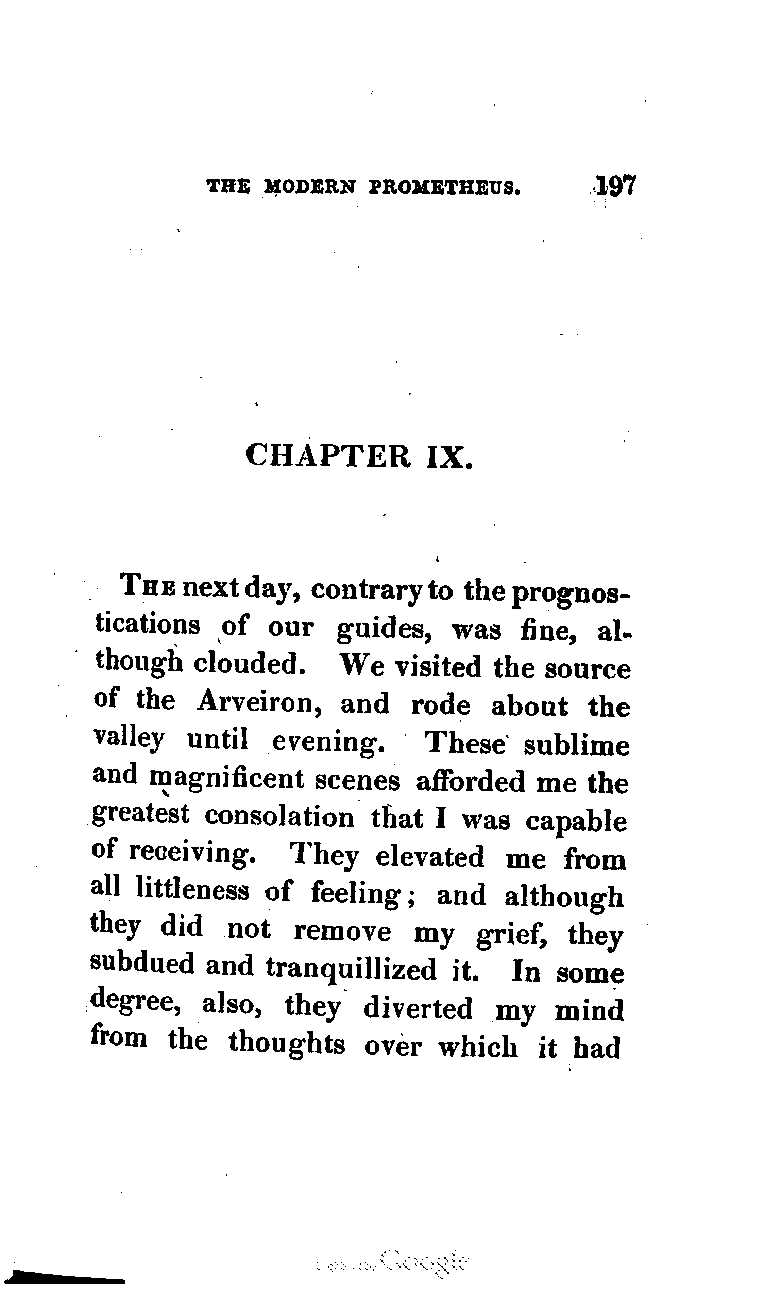 THE MODERN PROMETHEUS. 197
CHAPTER IX.
THE next day, contrary to the prognos-
tications of our guides, was fine, al-
though clouded. We visited the source
of the Arveiron, and rode about the
valley until evening. These sublime
and magnificent scenes afforded me the
greatest consolation that I was capable
of receiving. They elevated me from
all littleness of feeling; and although
they did not remove my grief, they
subdued and tranquillized it. In some
degree, also, they diverted my mind
from the thoughts over which it had
Google